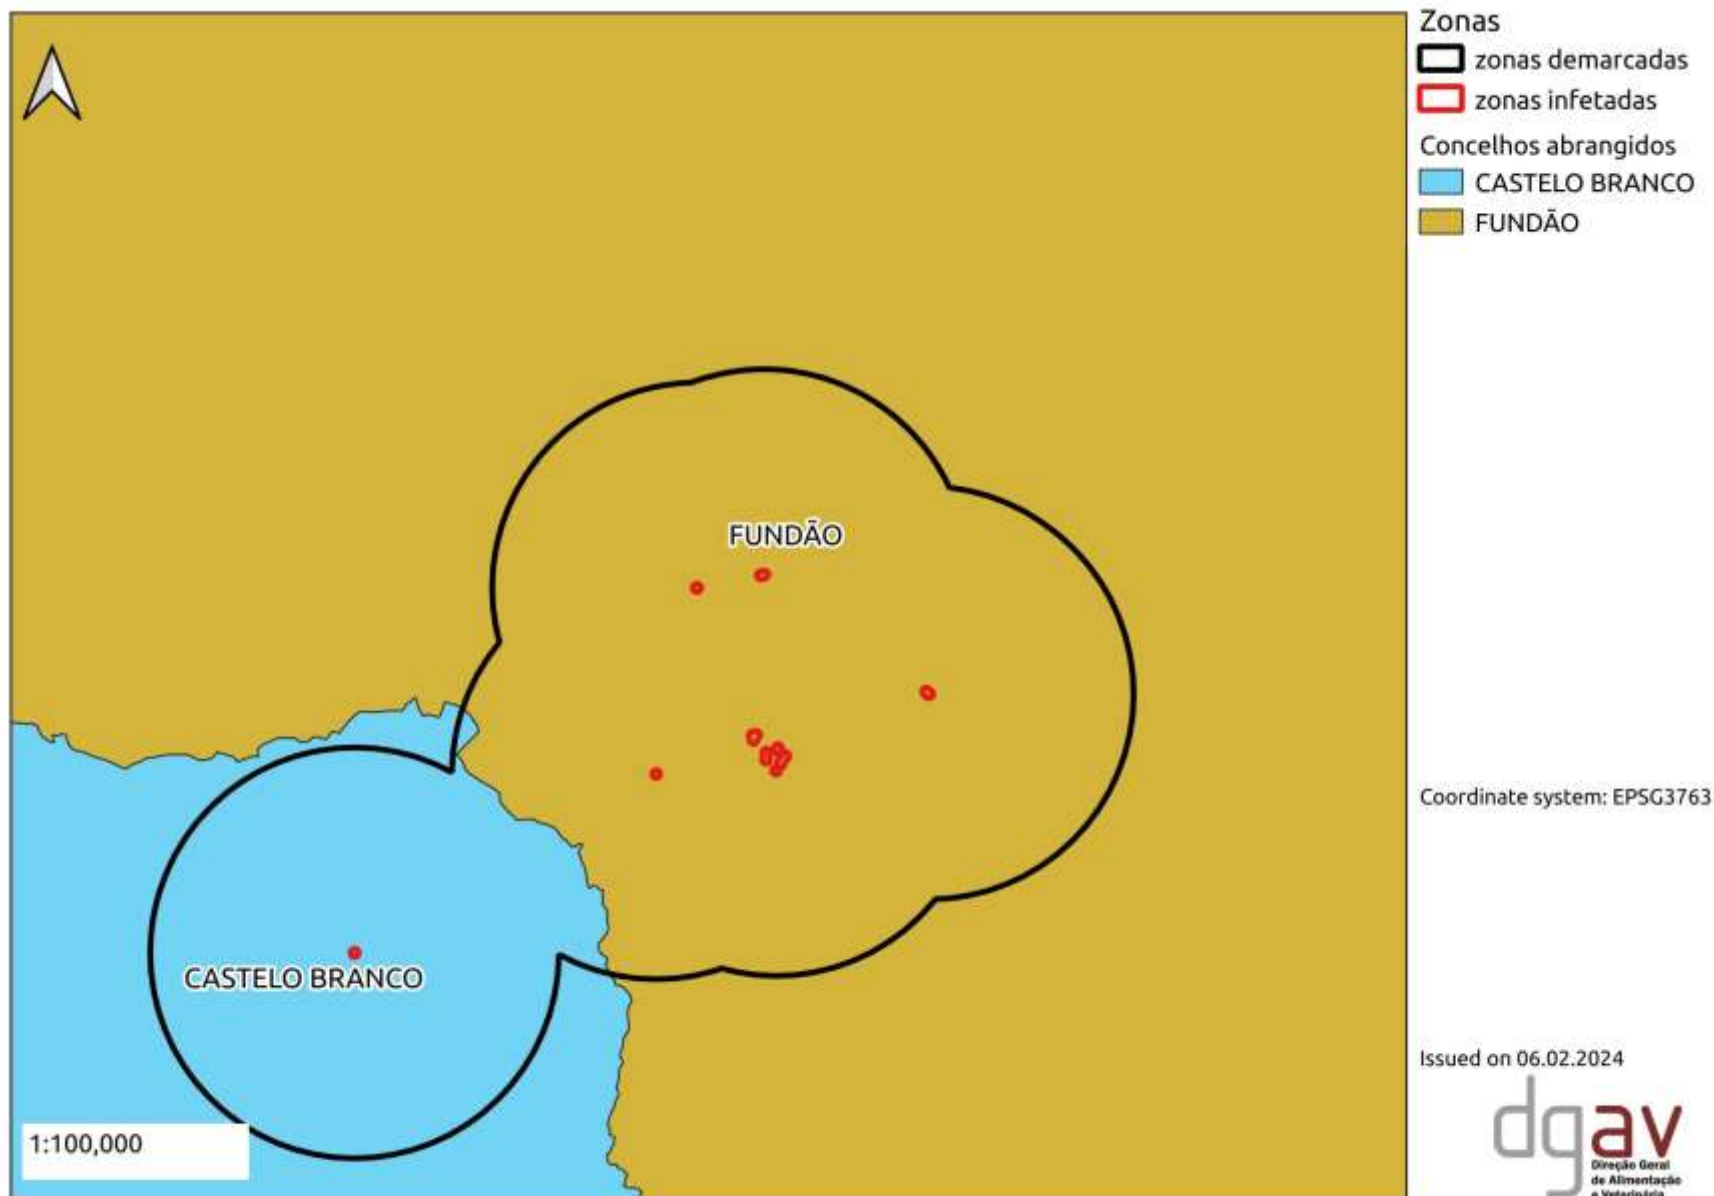 Zonas
zonas demarcadas
zonas infetadas
Concelhos abrangidos
CASTELO BRANCO
FUNDÃO
FUNDÃO
CASTELO BRANCO
Coordinate system: EPSG3763
Issued on 06.02.2024
1:100,000
dgav
Direção Geral
de Alimentação
e Veterinária